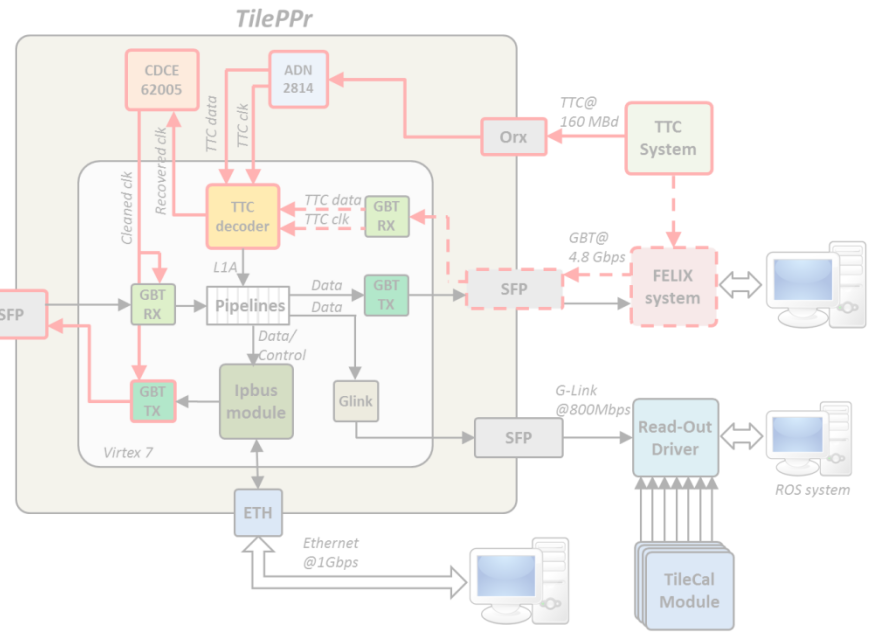 TilePPr
CDCE
62005
ADN
2814
TTC data
TTC clk
Recovered clk
Cleaned clk
TTC@
160 MBd
Orx
TTC
System
TTC
decoder
TTC data
TTC clk
GBT
RX
GBT@
4.8 Gbps
L1A
SFP
GBT
RX
Pipelines
Data
Data
GBT
TX
SFP
FELIX
system
Data/
Control
GBT
TX
Ipbus
module
Glink
G-Link
@800Mbps
SFP
Read-Out
Driver
ROS system
Virtex 7
ETH
Ethernet
@1Gbps
TileCal
Module